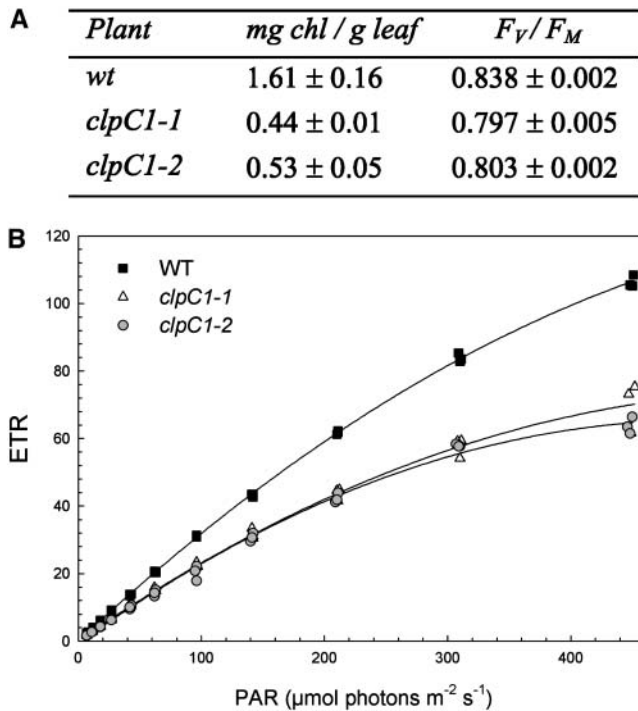 A
Plant mg chl / g leaf F_V / F_M
wt 1.61 ± 0.16 0.838 ± 0.002
clpC1-1 0.44 ± 0.01 0.797 ± 0.005
clpC1-2 0.53 ± 0.05 0.803 ± 0.002
B
120
100
80
60
40
20
0
ETR
WT
clpC1-1
clpC1-2
0 100 200 300 400
PAR (µmol photons m⁻² s⁻¹)